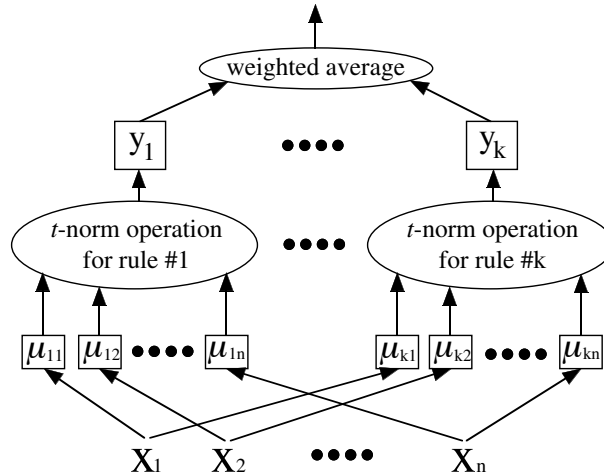 weighted average
y1
yk
t-norm operation
for rule #1
t-norm operation
for rule #k
μ11
μ12
μ1n
μk1
μk2
μkn
X1
X2
Xn